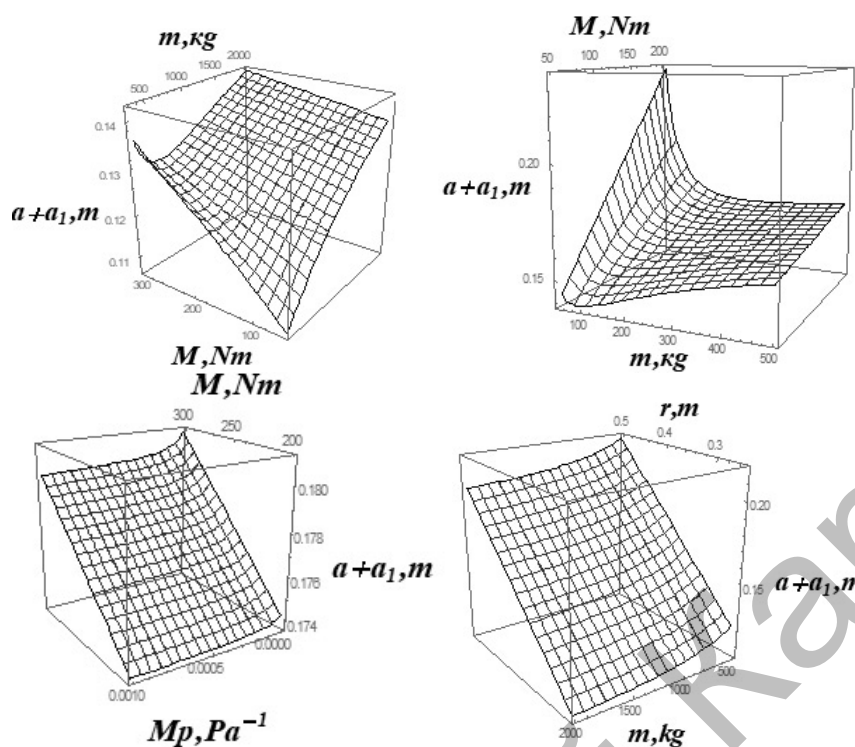 m,кg
500 1000 1500 2000
0.14
0.13
a+a₁,m 0.12
0.11
300
200
100
M,Nm
M,Nm
50 100 150 200
0.20
a+a₁,m
0.15
100 200 300 400 500
m,кg
M,Nm
300 250 200
0.180
0.178
a+a₁,m
0.176
0.174
0.0010 0.0005 0.0000
Mp,Pa⁻¹
r,m
0.5 0.4 0.3
0.20
a+a₁,m
0.15
2000 1500 1000 500
m,kg